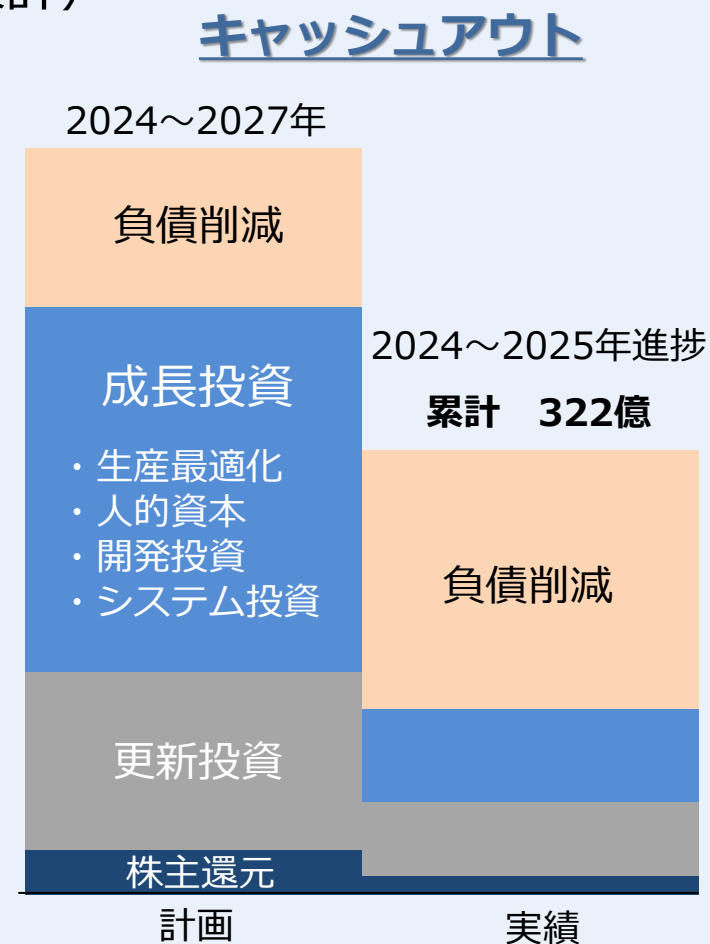 キャッシュアウト
2024～2027年
負債削減
成長投資
・生産最適化
・人的資本
・開発投資
・システム投資
更新投資
株主還元
計画
2024～2025年進捗
累計　322億
負債削減
実績